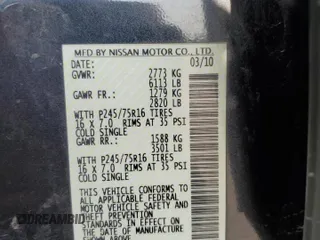 MFD BY NISSAN MOTOR CO., LTD.
DATE: 03/10
GVWR: 2773 KG
6113 LB
GAWR FR: 1279 KG
2820 LB
WITH P245/75R16 TIRES
16 X 7.0 RIMS AT 35 PSI
COLD SINGLE
GAWR RR: 1588 KG
3501 LB
WITH P245/75R16 TIRES
16 X 7.0 RIMS AT 35 PSI
COLD SINGLE
THIS VEHICLE CONFORMS TO
ALL APPLICABLE FEDERAL
MOTOR VEHICLE SAFETY AND
THEFT PREVENTION
STANDARDS IN EFFECT ON
THE DATE OF MANUFACTURE
SHOWN ABOVE.
DREAMBID